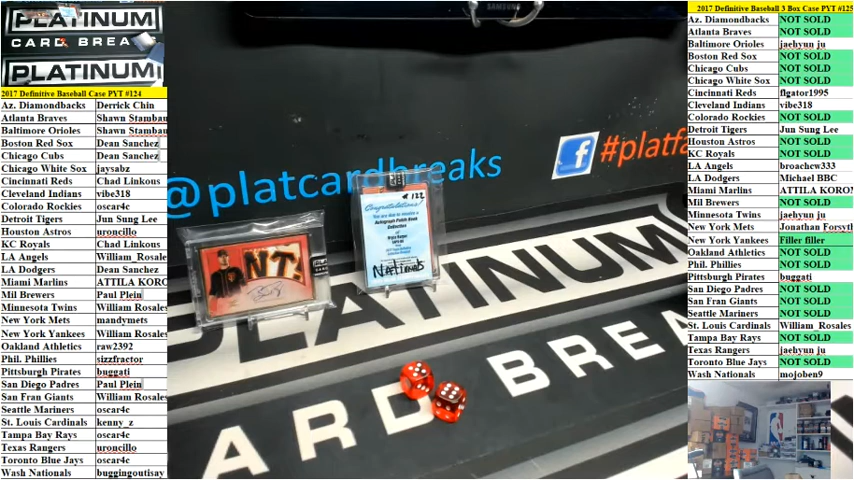 PLATINUM
CARD BREA
PLATINUM
2017 Definitive Baseball Case PYT #124
Az. Diamondbacks Derrick Chin
Atlanta Braves Shawn Stambau
Baltimore Orioles Shawn Stambau
Boston Red Sox Dean Sanchez
Chicago Cubs Dean Sanchez
Chicago White Sox jaysabz
Cincinnati Reds Chad Linkous
Cleveland Indians vibe318
Colorado Rockies oscar4c
Detroit Tigers Jun Sung Lee
Houston Astros uroncillo
KC Royals Chad Linkous
LA Angels William_Rosale
LA Dodgers Dean Sanchez
Miami Marlins ATTILA KORO
Mil Brewers Paul Plein
Minnesota Twins William Rosales
New York Mets mandymets
New York Yankees William Rosales
Oakland Athletics raw2392
Phil. Phillies sizzfractor
Pittsburgh Pirates buggati
San Diego Padres Paul Plein
San Fran Giants William Rosales
Seattle Mariners oscar4c
St. Louis Cardinals kenny_z
Tampa Bay Rays oscar4c
Texas Rangers uroncillo
Toronto Blue Jays oscar4c
Wash Nationals buggingoutisay
SAMSUNG
@platcardbreaks
f #platfa
NT!
#122
Congratulations!
Nationals
PLATINUM
CARD BREA
2017 Definitive Baseball 3 Box Case PYT #125
Az. Diamondbacks NOT SOLD
Atlanta Braves NOT SOLD
Baltimore Orioles jaehyun ju
Boston Red Sox NOT SOLD
Chicago Cubs NOT SOLD
Chicago White Sox NOT SOLD
Cincinnati Reds flgator1995
Cleveland Indians vibe318
Colorado Rockies NOT SOLD
Detroit Tigers Jun Sung Lee
Houston Astros NOT SOLD
KC Royals NOT SOLD
LA Angels broachcw333
LA Dodgers Michael BBC
Miami Marlins ATTILA KOROM
Mil Brewers NOT SOLD
Minnesota Twins jaehyun ju
New York Mets Jonathan Forsyth
New York Yankees Filler filler
Oakland Athletics NOT SOLD
Phil. Phillies NOT SOLD
Pittsburgh Pirates buggati
San Diego Padres NOT SOLD
San Fran Giants NOT SOLD
Seattle Mariners NOT SOLD
St. Louis Cardinals William_Rosales
Tampa Bay Rays NOT SOLD
Texas Rangers jaehyun ju
Toronto Blue Jays NOT SOLD
Wash Nationals mojoben9